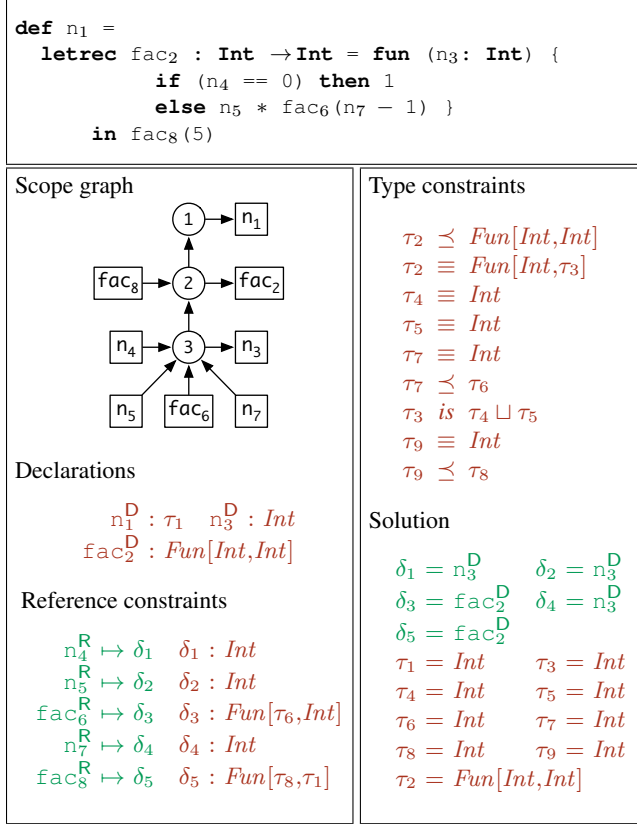 def n₁ =
letrec fac₂ : Int → Int = fun (n₃: Int) {
if (n₄ == 0) then 1
else n₅ * fac₆(n₇ − 1) }
in fac₈(5)
Scope graph
1 n₁
fac₈ 2 fac₂
n₄ 3 n₃
n₅ fac₆ n₇
Declarations
n₁ᴰ : τ₁ n₃ᴰ : Int
fac₂ᴰ : Fun[Int,Int]
Reference constraints
n₄ᴿ ↦ δ₁ δ₁ : Int
n₅ᴿ ↦ δ₂ δ₂ : Int
fac₆ᴿ ↦ δ₃ δ₃ : Fun[τ₆,Int]
n₇ᴿ ↦ δ₄ δ₄ : Int
fac₈ᴿ ↦ δ₅ δ₅ : Fun[τ₈,τ₁]
Type constraints
τ₂ ⪯ Fun[Int,Int]
τ₂ ≡ Fun[Int,τ₃]
τ₄ ≡ Int
τ₅ ≡ Int
τ₇ ≡ Int
τ₇ ⪯ τ₆
τ₃ is τ₄ ⊔ τ₅
τ₉ ≡ Int
τ₉ ⪯ τ₈
Solution
δ₁ = n₃ᴰ δ₂ = n₃ᴰ
δ₃ = fac₂ᴰ δ₄ = n₃ᴰ
δ₅ = fac₂ᴰ
τ₁ = Int τ₃ = Int
τ₄ = Int τ₅ = Int
τ₆ = Int τ₇ = Int
τ₈ = Int τ₉ = Int
τ₂ = Fun[Int,Int]